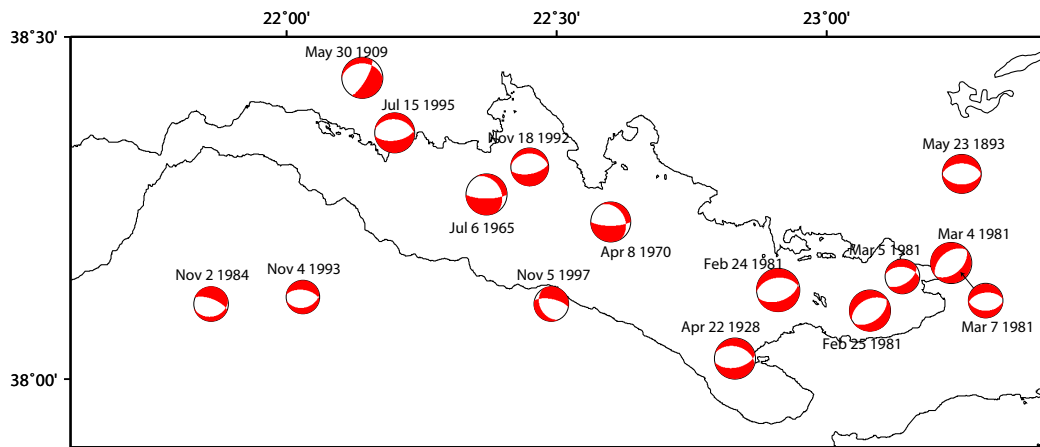 22˚00'
22˚30'
23˚00'
38˚30'
May 30 1909
Jul 15 1995
Nov 18 1992
May 23 1893
Jul 6 1965
Apr 8 1970
Mar 4 1981
Mar 5 1981
Feb 24 1981
Nov 2 1984
Nov 4 1993
Nov 5 1997
Mar 7 1981
Apr 22 1928
Feb 25 1981
38˚00'